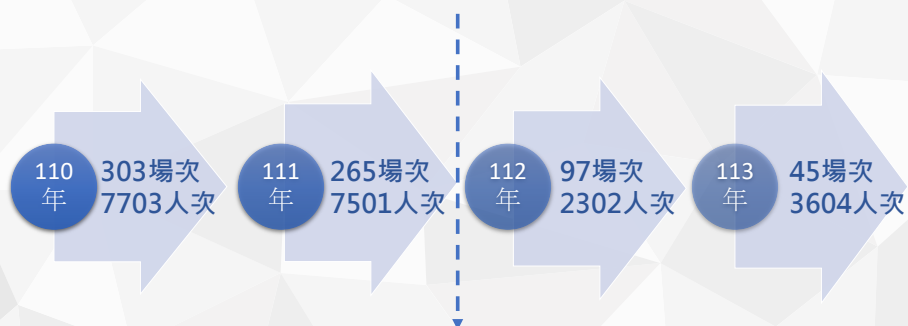 110
年
303場次
7703人次
111
年
265場次
7501人次
112
年
97場次
2302人次
113
年
45場次
3604人次